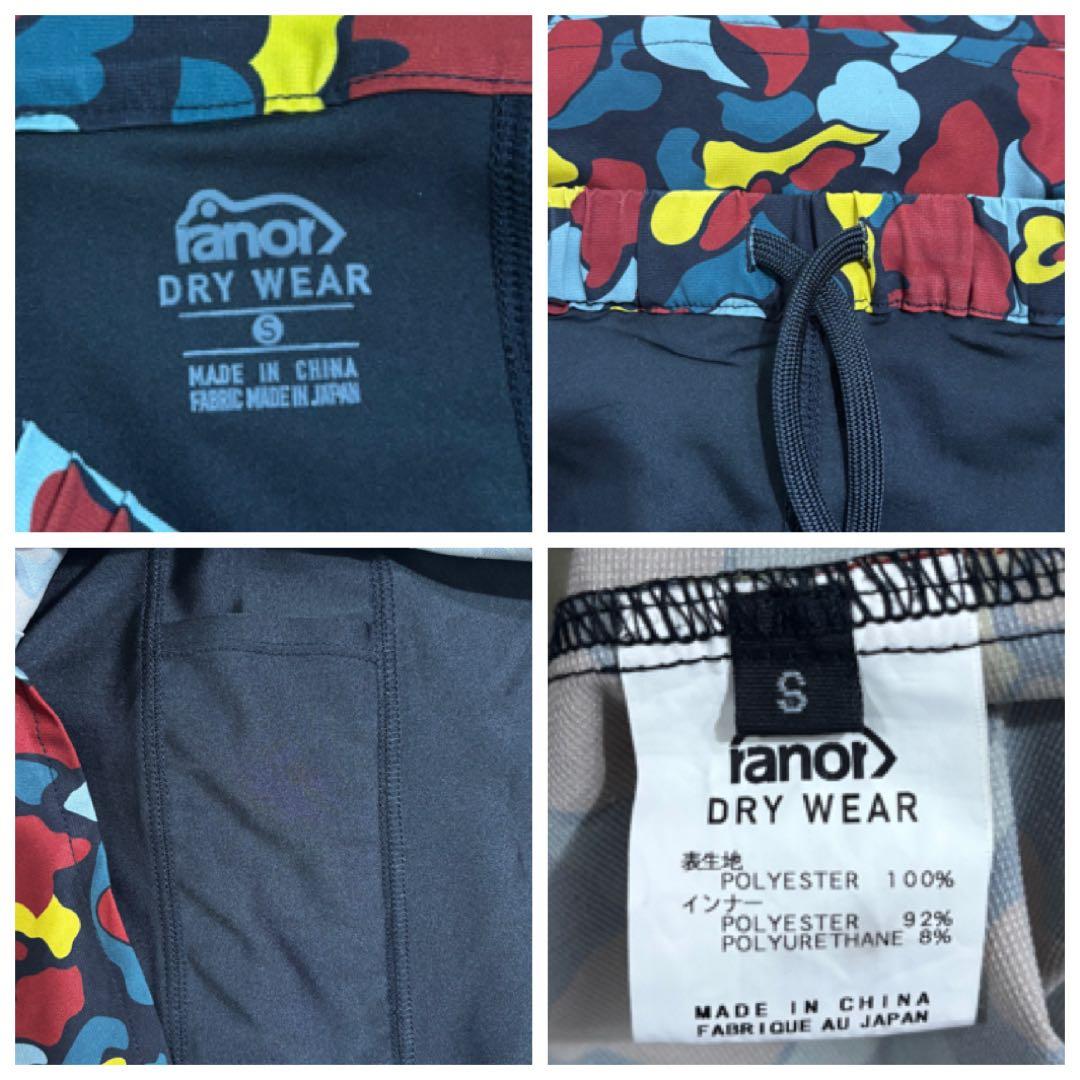 ranor
DRY WEAR
S
MADE IN CHINA
FABRIC MADE IN JAPAN
S
ranor
DRY WEAR
表生地
POLYESTER 100%
インナー
POLYESTER 92%
POLYURETHANE 8%
MADE IN CHINA
FABRIQUE AU JAPAN